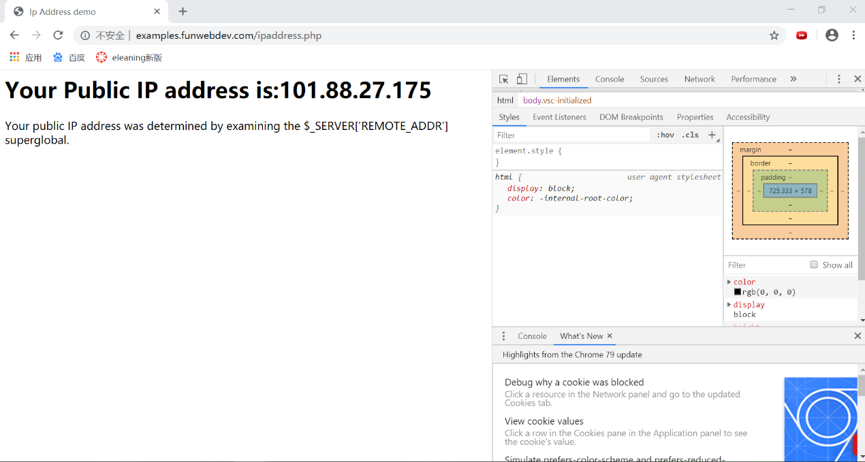 Ip Address demo
不安全 | examples.funwebdev.com/ipaddress.php
应用 百度 eleaning新版
Your Public IP address is:101.88.27.175
Your public IP address was determined by examining the $_SERVER['REMOTE_ADDR']
superglobal.
Elements Console Sources Network Performance »
html body.vsc-initialized
Styles Event Listeners DOM Breakpoints Properties Accessibility
Filter :hov .cls +
element.style {
}
html { user agent stylesheet
display: block;
color: -internal-root-color;
}
margin –
border –
padding –
– – – 725.333 × 578 – – –
–
–
–
Filter Show all
color
rgb(0, 0, 0)
display
block
Console What's New ×
Highlights from the Chrome 79 update
Debug why a cookie was blocked
Click a resource in the Network panel and go to the updated
Cookies tab.
View cookie values
Click a row in the Cookies pane in the Application panel to see
the cookie's value.
Simulate prefers-color-scheme and prefers-reduced-